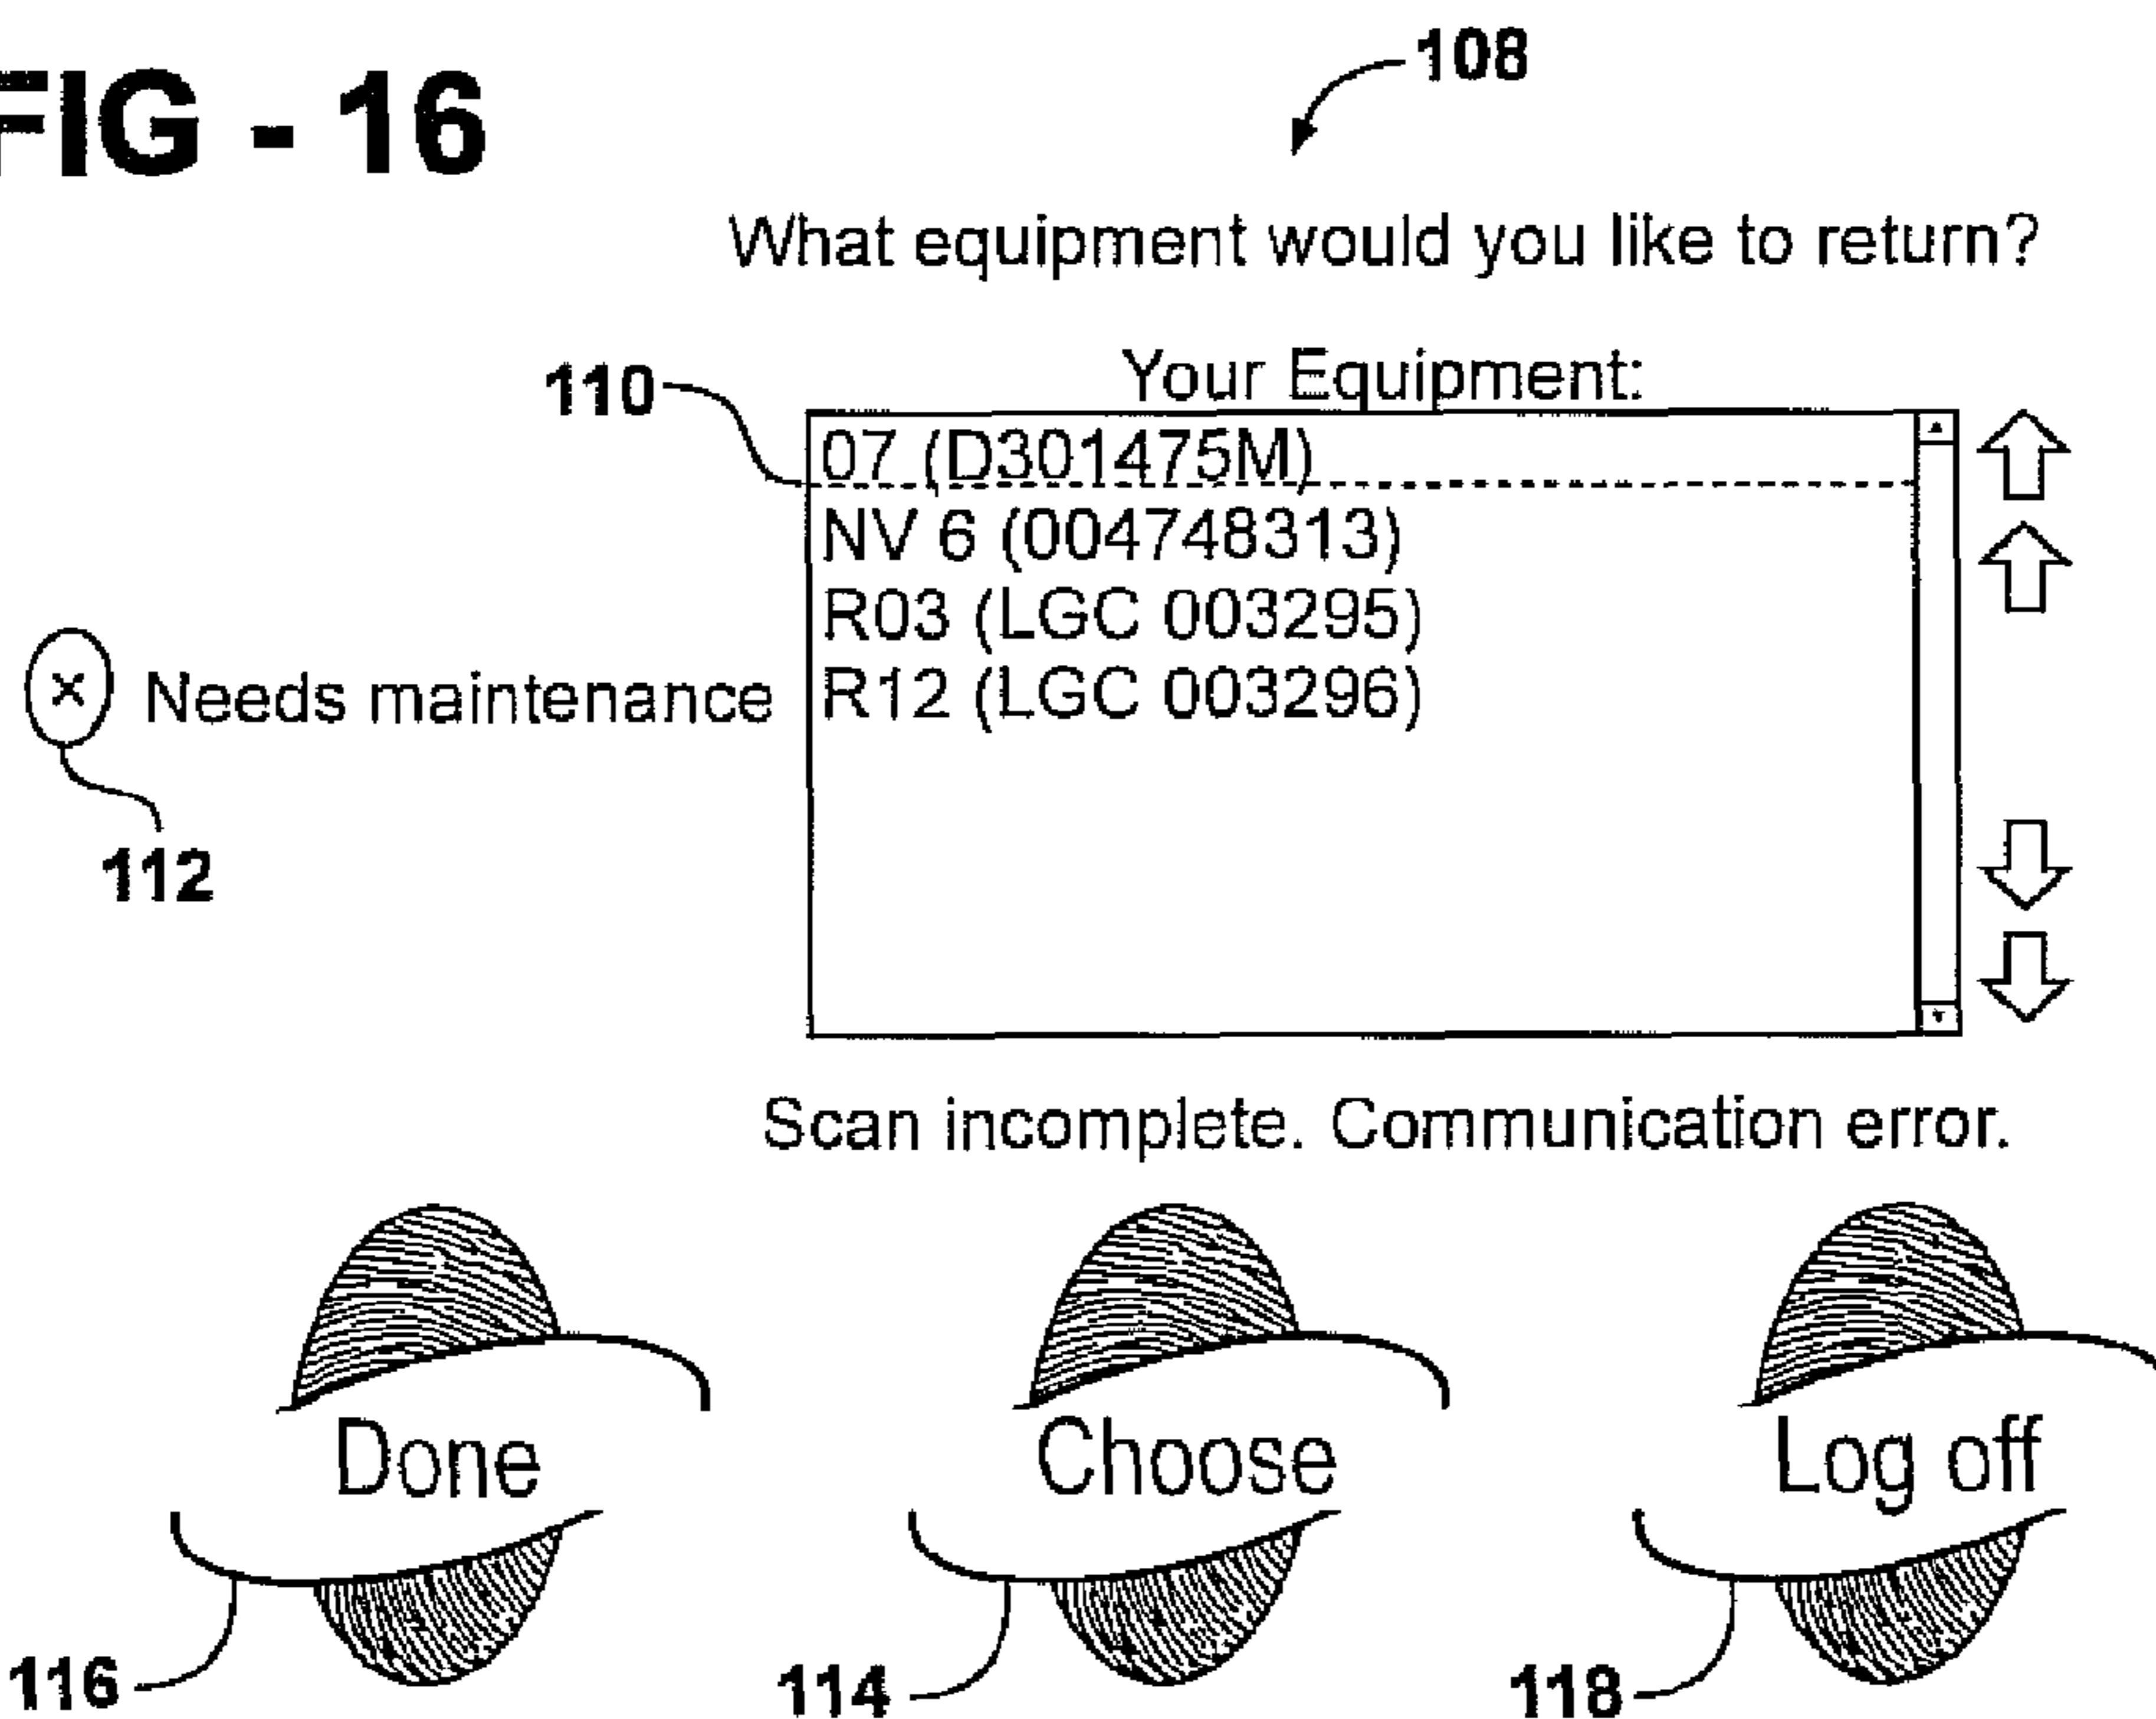 FIG - 16
108
What equipment would you like to return?
110
Your Equipment:
07 (D301475M)
NV 6 (004748313)
R03 (LGC 003295)
X Needs maintenance
R12 (LGC 003296)
112
Scan incomplete. Communication error.
Done
Choose
Log off
116
114
118